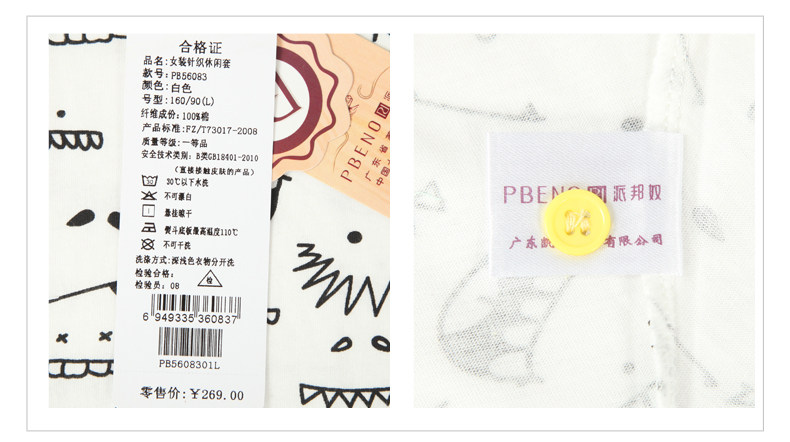 合格证
品名:女装针织休闲套
款号:PB56083
颜色:白色
号型:160/90(L)
纤维成份:100%棉
产品标准:FZ/T73017-2008
质量等级:一等品
安全技术类别:B类GB18401-2010
(直接接触皮肤的产品)
30℃以下水洗
不可漂白
悬挂晾干
熨斗底板最高温度110℃
不可干洗
洗涤方式:深浅色衣物分开洗
检验合格:
检
检验员:08
6 949335 360837
PB5608301L
零售价:¥269.00
PBENO 派
广东省
中国
PBENO 派邦奴
广东 有限公司